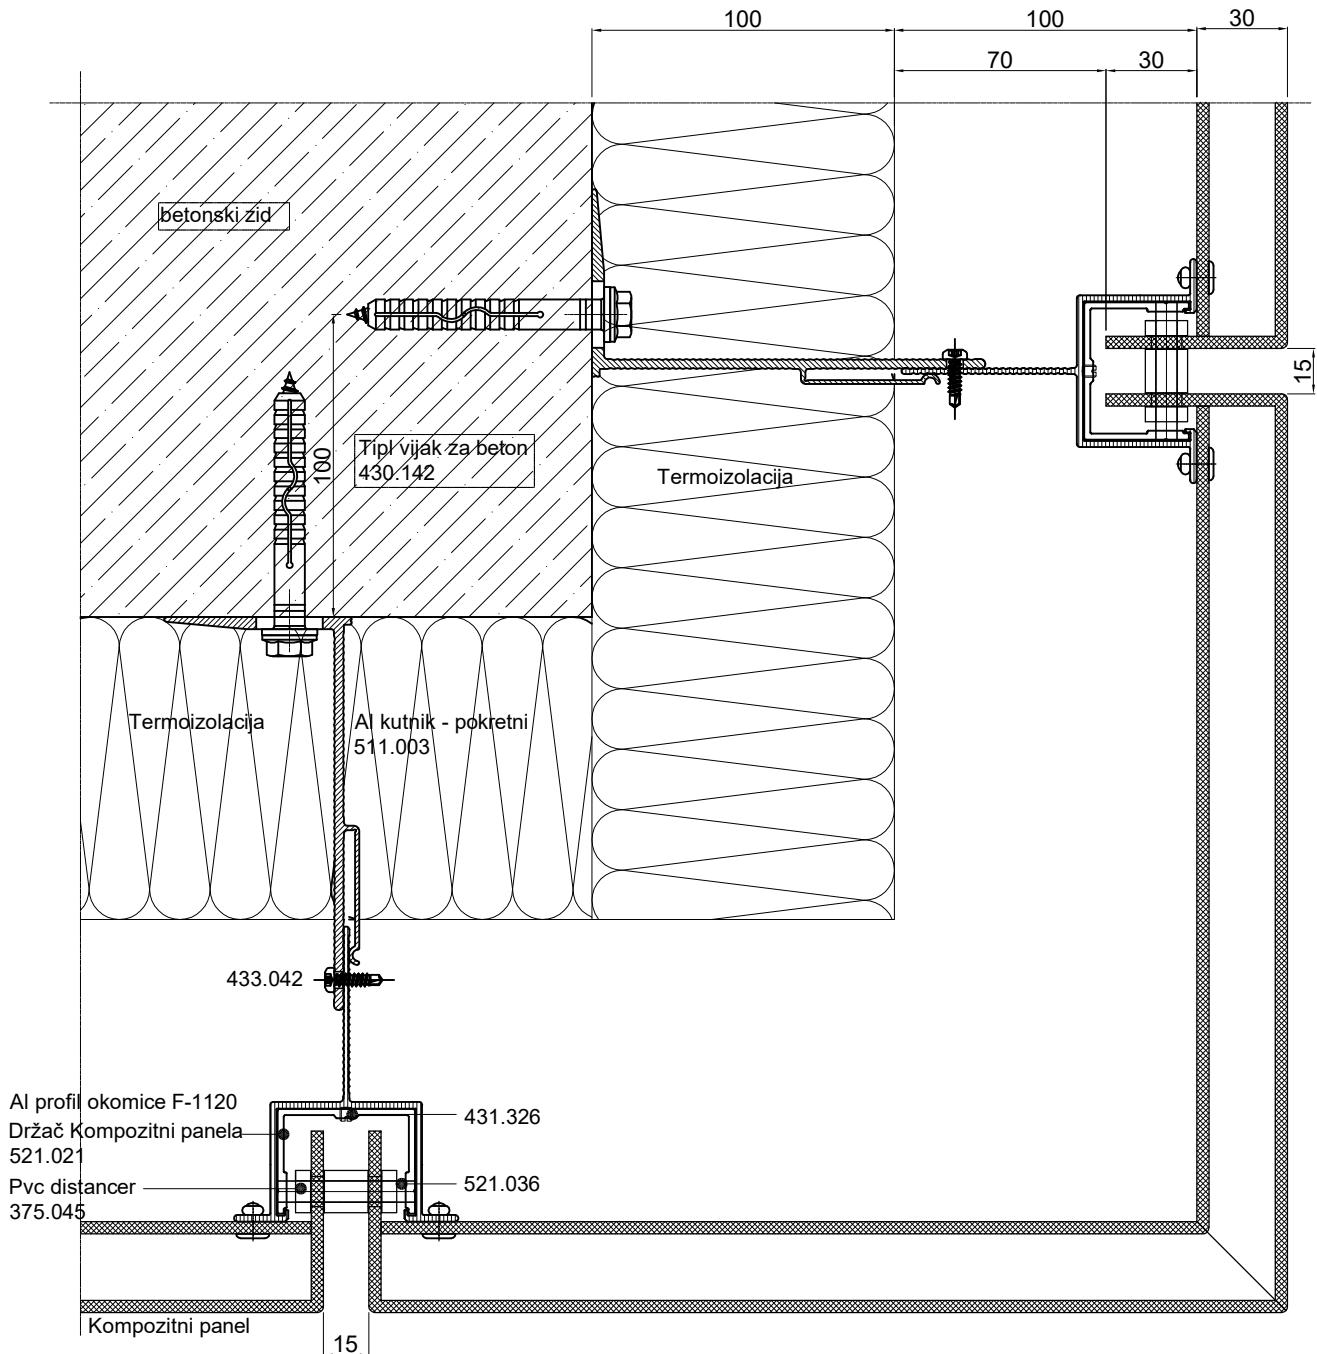 100
100
30
70
30
betonski zid
15
Tipl vijak za beton
430.142
100
Termoizolacija
Termoizolacija
Al kutnik - pokretni
511.003
433.042
Al profil okomice F-1120
Držač Kompozitni panela
521.021
Pvc distancer
375.045
431.326
521.036
Kompozitni panel
15